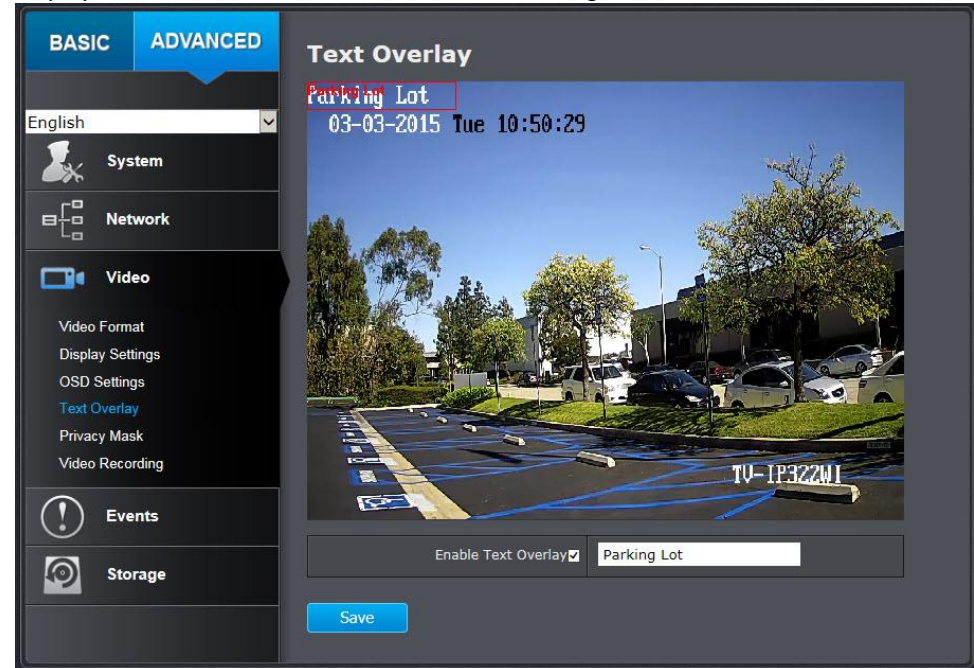 BASIC
ADVANCED
English
System
Network
Video
Video Format
Display Settings
OSD Settings
Text Overlay
Privacy Mask
Video Recording
Events
Storage
Text Overlay
Parking Lot
Parking Lot
03-03-2015 Tue 10:50:29
TV-IP322WI
Enable Text Overlay
Parking Lot
Save